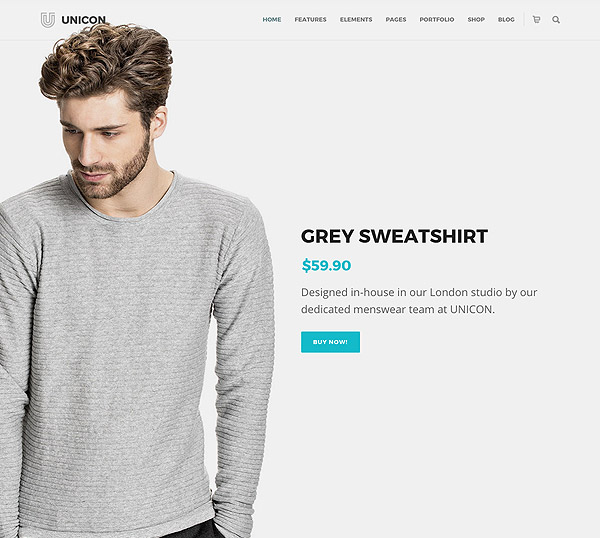 UNICON
HOME FEATURES ELEMENTS PAGES PORTFOLIO SHOP BLOG
GREY SWEATSHIRT
$59.90
Designed in-house in our London studio by our
dedicated menswear team at UNICON.
BUY NOW!